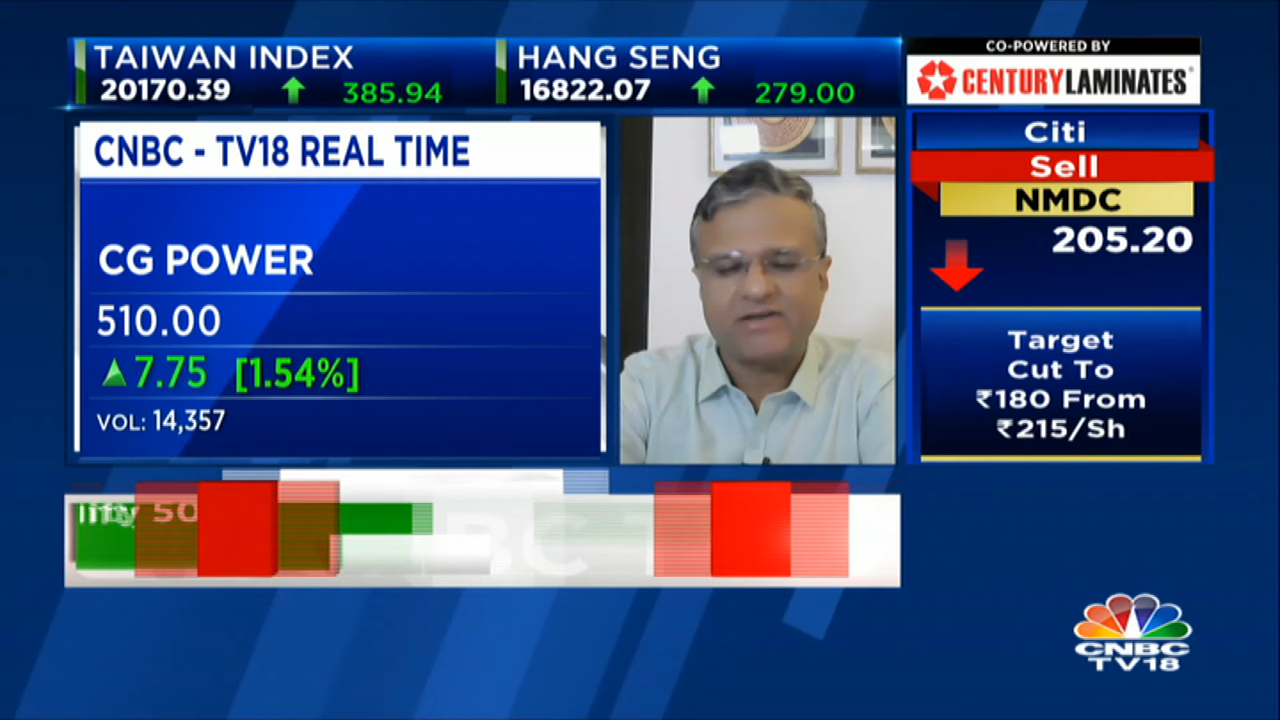 TAIWAN INDEX
20170.39 385.94
HANG SENG
16822.07 279.00
CO-POWERED BY
CENTURYLAMINATES®
CNBC - TV18 REAL TIME
CG POWER
510.00
▲7.75 [1.54%]
VOL: 14,357
Citi
Sell
NMDC
205.20
Target
Cut To
₹180 From
₹215/Sh
50
CNBC
TV18